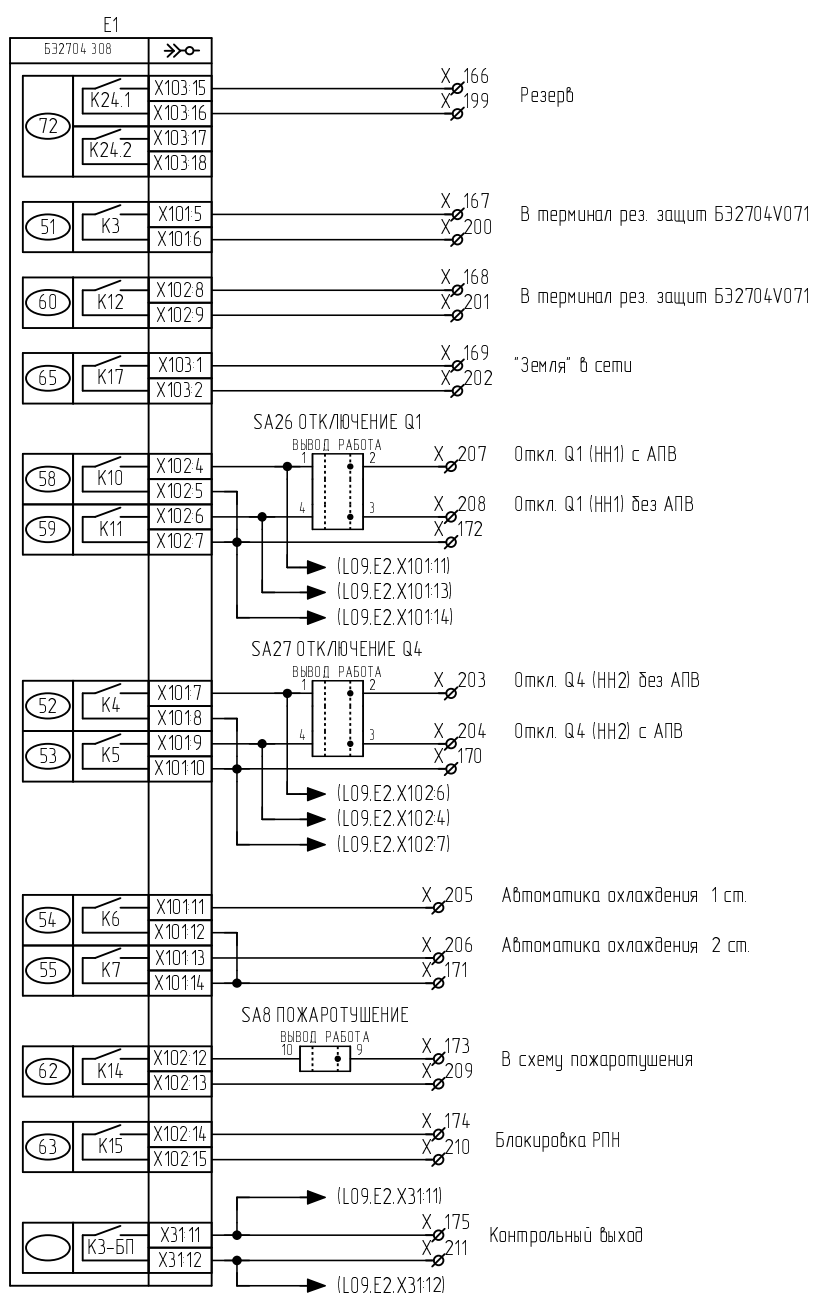 E1
БЭ2704 308
X103:15
X 166
Резерв
72
K24.1
X103:16
X 199
X103:17
K24.2
X103:18
X101:5
X 167
В терминал рез. защит БЭ2704V071
51
K3
X101:6
X 200
X102:8
X 168
В терминал рез. защит БЭ2704V071
60
K12
X102:9
X 201
X103:1
X 169
"Земля" в сети
65
K17
X103:2
X 202
SA26 ОТКЛЮЧЕНИЕ Q1
ВЫВОД РАБОТА
58
K10
X102:4
1
2
X 207
Откл. Q1 (НН1) с АПВ
X102:5
59
K11
X102:6
4
3
X 208
Откл. Q1 (НН1) без АПВ
X102:7
X 172
(L09.E2.X101:11)
(L09.E2.X101:13)
(L09.E2.X101:14)
SA27 ОТКЛЮЧЕНИЕ Q4
ВЫВОД РАБОТА
52
K4
X101:7
1
2
X 203
Откл. Q4 (НН2) без АПВ
X101:8
53
K5
X101:9
4
3
X 204
Откл. Q4 (НН2) с АПВ
X101:10
X 170
(L09.E2.X102:6)
(L09.E2.X102:4)
(L09.E2.X102:7)
54
K6
X101:11
X 205
Автоматика охлаждения 1 ст.
X101:12
55
K7
X101:13
X 206
Автоматика охлаждения 2 ст.
X101:14
X 171
SA8 ПОЖАРОТУШЕНИЕ
ВЫВОД РАБОТА
62
K14
X102:12
10
9
X 173
В схему пожаротушения
X102:13
X 209
63
K15
X102:14
X 174
Блокировка РПН
X102:15
X 210
(L09.E2.X31:11)
K3-БП
X31:11
X 175
Контрольный выход
X31:12
X 211
(L09.E2.X31:12)